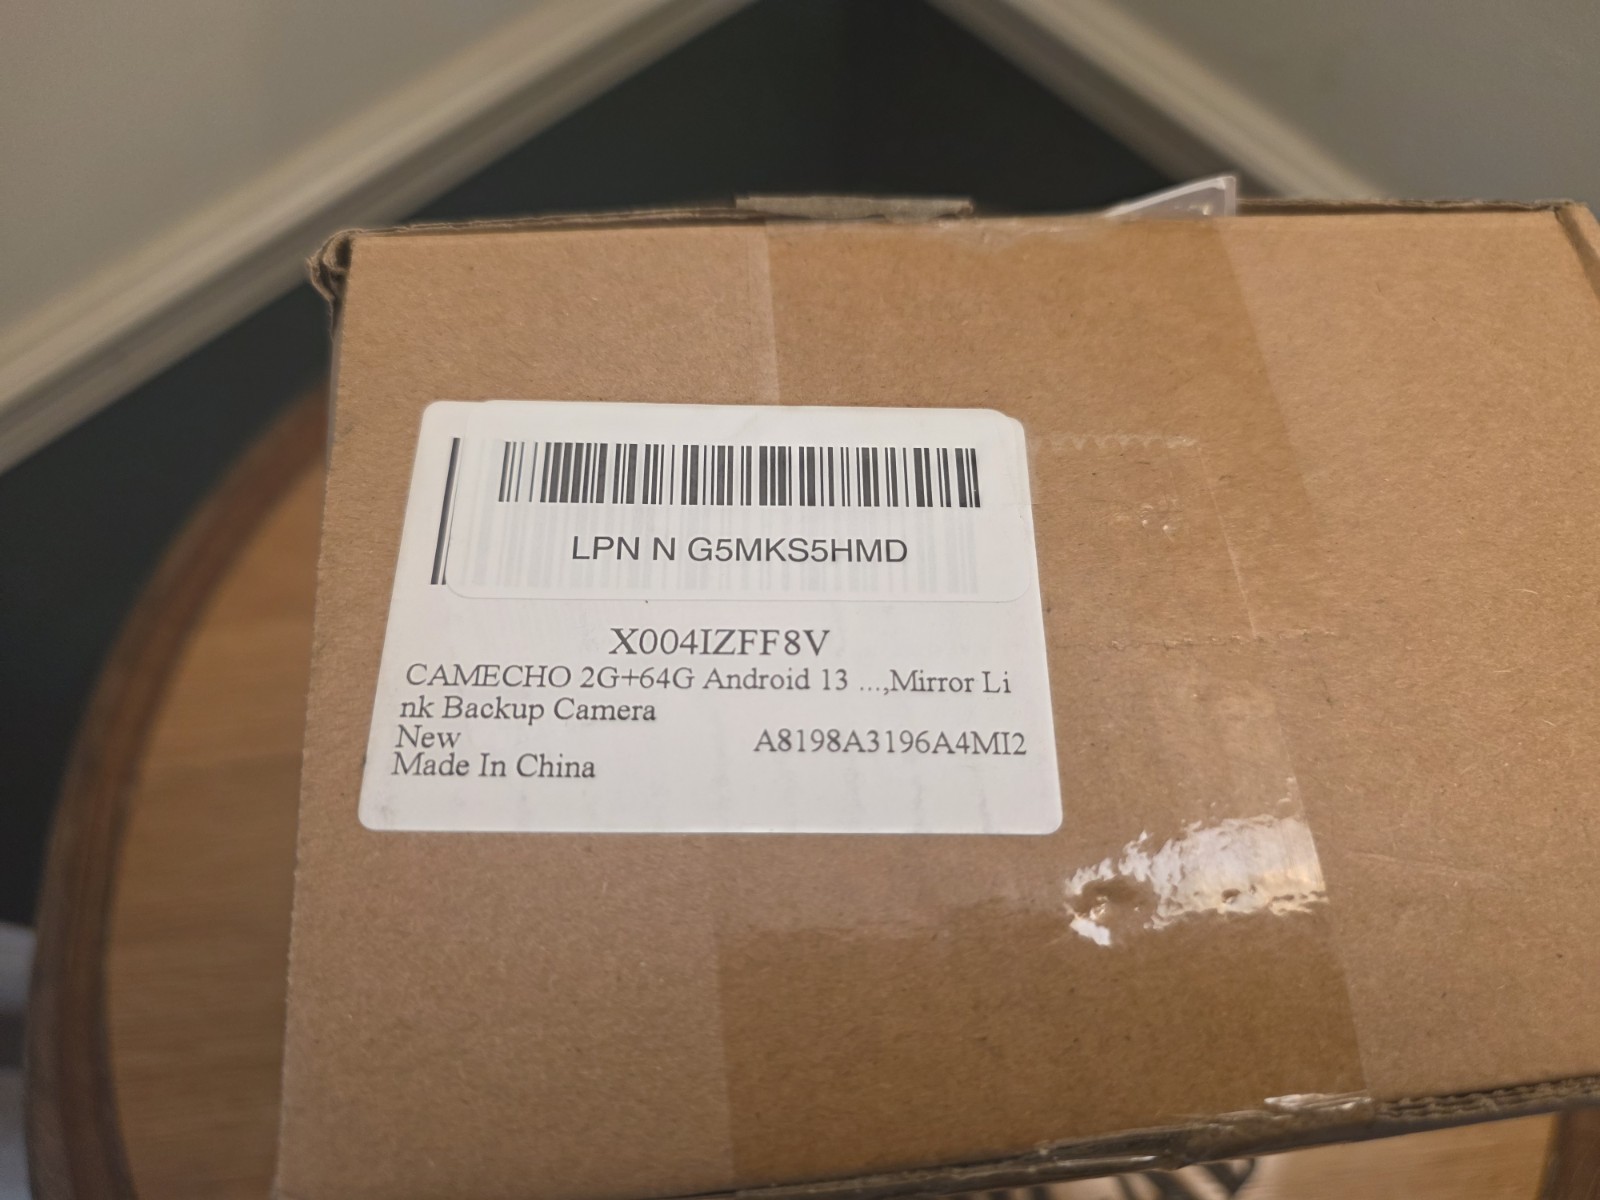 LPN N G5MKS5HMD
X004IZFF8V
CAMECHO 2G+64G Android 13 ...,Mirror Li
nk Backup Camera
New A8198A3196A4MI2
Made In China